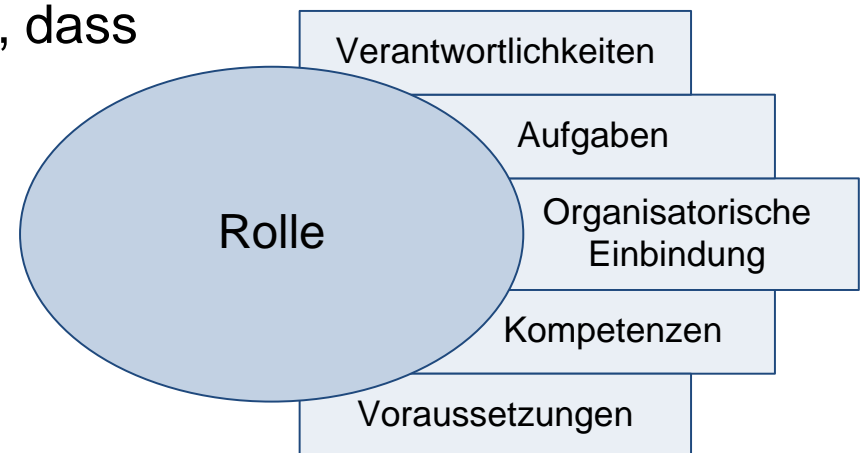 , dass
Verantwortlichkeiten
Aufgaben
Rolle
Organisatorische
Einbindung
Kompetenzen
Voraussetzungen